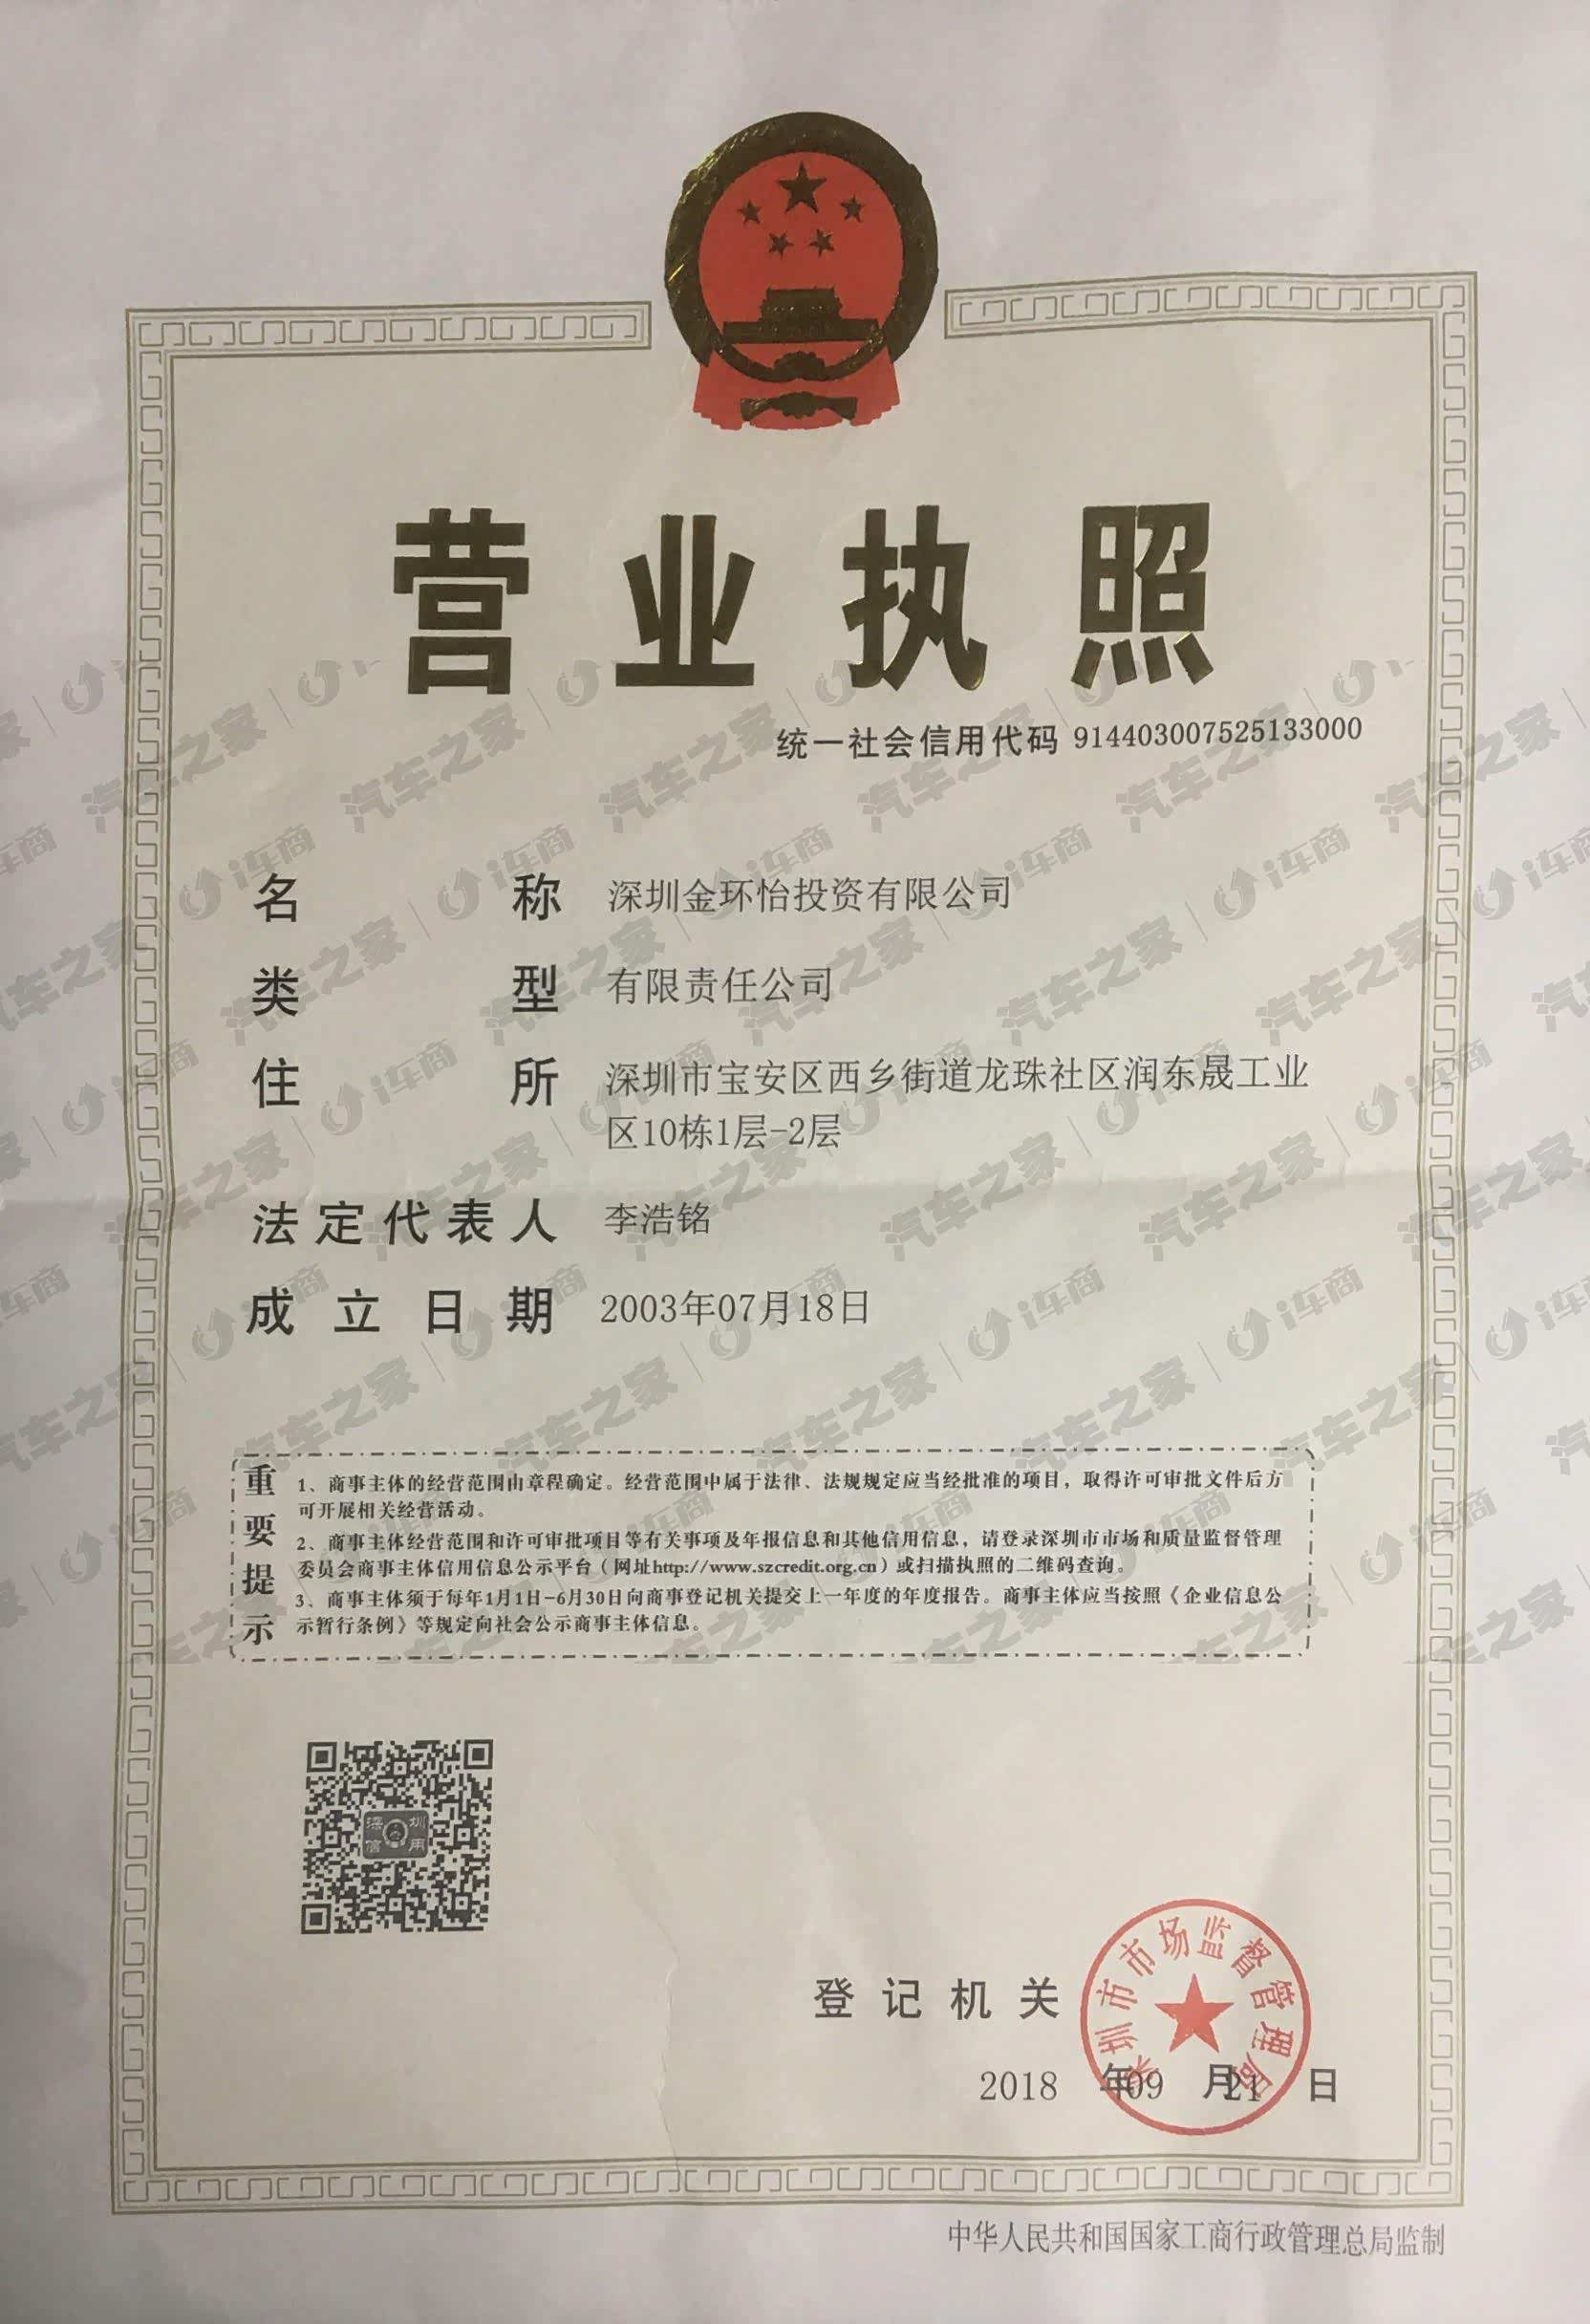 营业执照
统一社会信用代码 914403007525133000
名称 深圳金环怡投资有限公司
类型 有限责任公司
住所 深圳市宝安区西乡街道龙珠社区润东晟工业
区10栋1层-2层
法定代表人 李浩铭
成立日期 2003年07月18日
重要提示
1、商事主体的经营范围由章程确定。经营范围中属于法律、法规规定应当经批准的项目，取得许可审批文件后方
可开展相关经营活动。
2、商事主体经营范围和许可审批项目等有关事项及年报信息和其他信用信息，请登录深圳市市场和质量监督管理
委员会商事主体信用信息公示平台（网址http://www.szcredit.org.cn）或扫描执照的二维码查询。
3、商事主体须于每年1月1日-6月30日向商事登记机关提交上一年度的年度报告。商事主体应当按照《企业信息公
示暂行条例》等规定向社会公示商事主体信息。
深圳
信用
登记机关
深圳市市场监督管理局
2018 年09 月21 日
中华人民共和国国家工商行政管理总局监制
汽车之家 | i车商